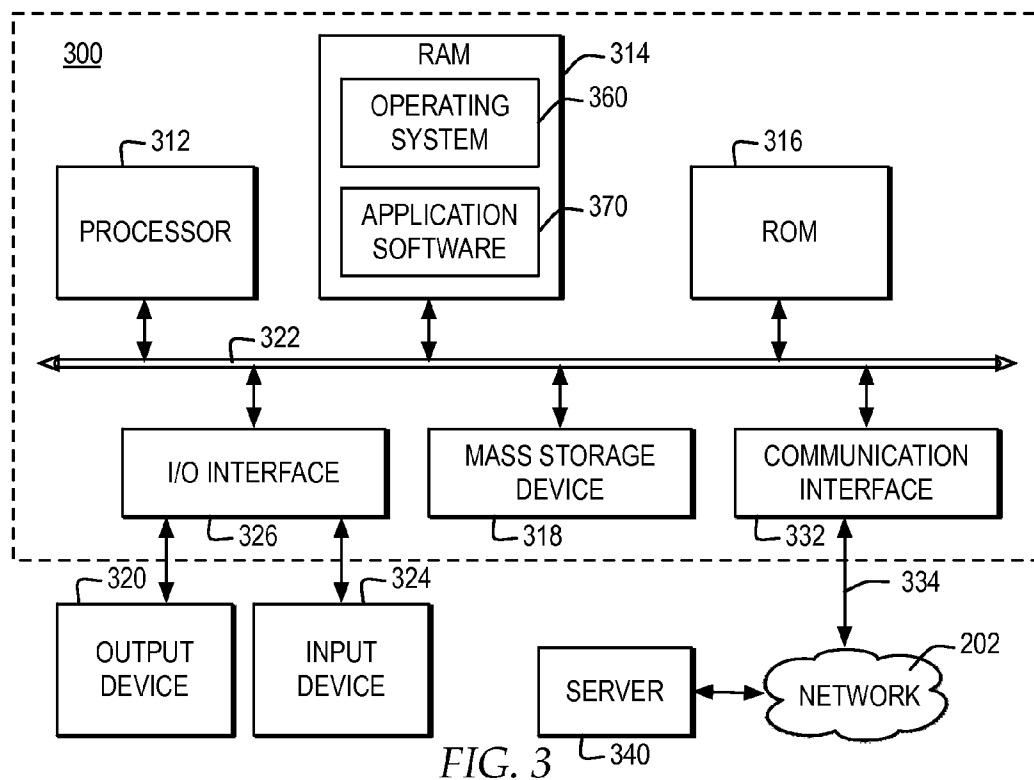 300
RAM
314
OPERATING
SYSTEM
360
312
316
PROCESSOR
APPLICATION
SOFTWARE
370
ROM
322
I/O INTERFACE
MASS STORAGE
DEVICE
COMMUNICATION
INTERFACE
326
318
332
320
324
334
OUTPUT
DEVICE
INPUT
DEVICE
SERVER
202
NETWORK
340
FIG. 3